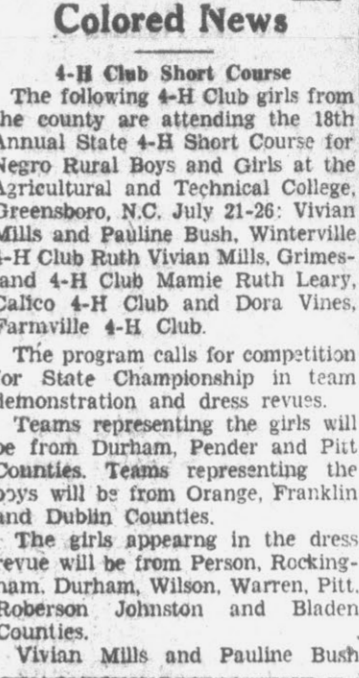 Colored News
4-H Club Short Course
The following 4-H Club girls from
the county are attending the 18th
Annual State 4-H Short Course for
Negro Rural Boys and Girls at the
Agricultural and Technical College,
Greensboro, N.C. July 21-26: Vivian
Mills and Pauline Bush, Winterville
4-H Club Ruth Vivian Mills, Grimes-
land 4-H Club Mamie Ruth Leary,
Calico 4-H Club and Dora Vines,
Farmville 4-H Club.
The program calls for competition
for State Championship in team
demonstration and dress revues.
Teams representing the girls will
be from Durham, Pender and Pitt
Counties. Teams representing the
boys will be from Orange, Franklin
and Dublin Counties.
The girls appearng in the dress
revue will be from Person, Rocking-
ham. Durham, Wilson, Warren, Pitt.
Roberson Johnston and Bladen
Counties.
Vivian Mills and Pauline Bush